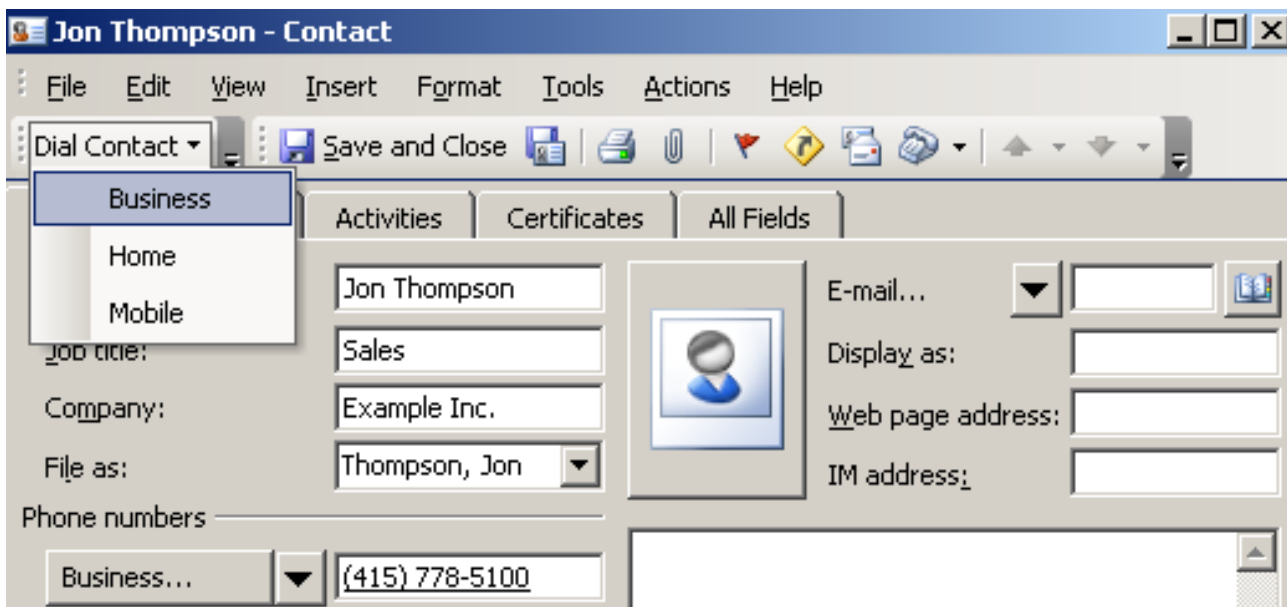 Jon Thompson - Contact
File Edit View Insert Format Tools Actions Help
Dial Contact Save and Close
Business
Home
Mobile
Activities Certificates All Fields
Jon Thompson E-mail...
Job title: Sales Display as:
Company: Example Inc. Web page address:
File as: Thompson, Jon IM address:
Phone numbers
Business... (415) 778-5100